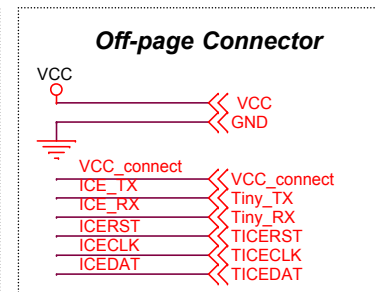 Off-page Connector
VCC
VCC
GND
VCC_connect VCC_connect
ICE_TX Tiny_TX
ICE_RX Tiny_RX
ICERST TICERST
ICECLK TICECLK
ICEDAT TICEDAT